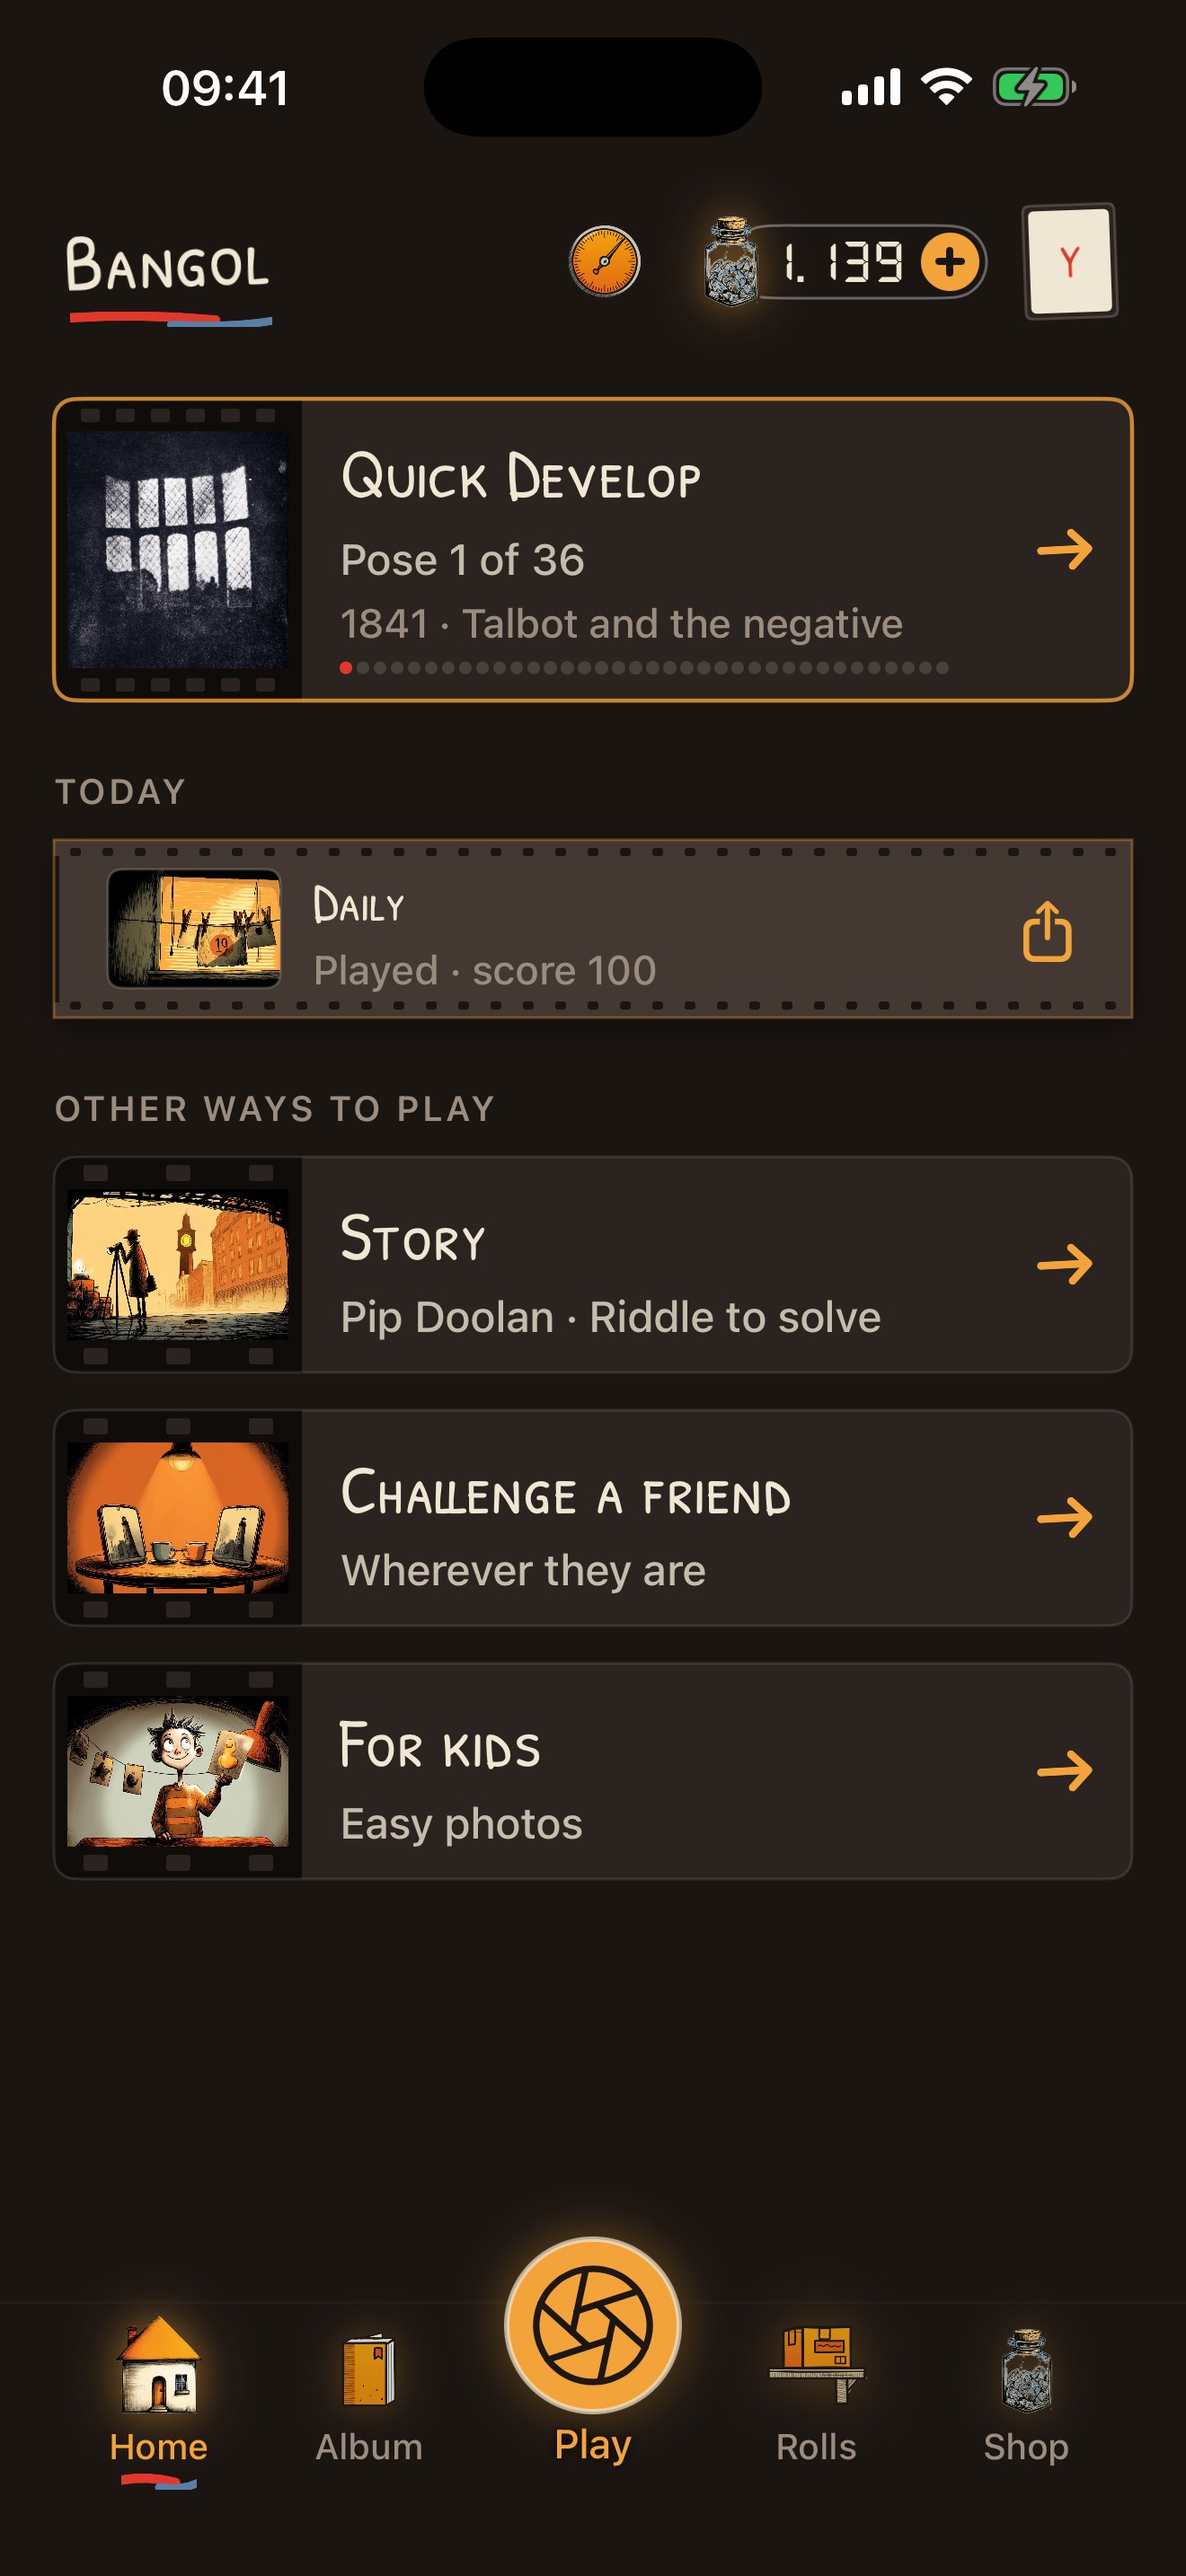 09:41
BANGOL
1.139
Y
QUICK DEVELOP
Pose 1 of 36
1841 · Talbot and the negative
TODAY
DAILY
Played · score 100
19
OTHER WAYS TO PLAY
STORY
Pip Doolan · Riddle to solve
CHALLENGE A FRIEND
Wherever they are
FOR KIDS
Easy photos
Home
Album
Play
Rolls
Shop